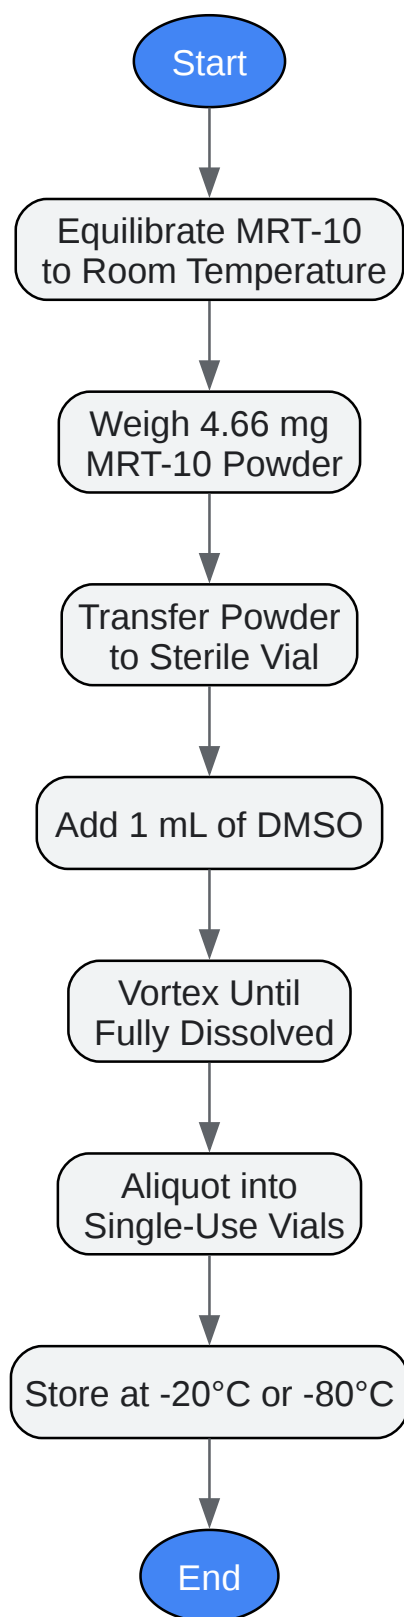 Start
Equilibrate MRT-10
to Room Temperature
Weigh 4.66 mg
MRT-10 Powder
Transfer Powder
to Sterile Vial
Add 1 mL of DMSO
Vortex Until
Fully Dissolved
Aliquot into
Single-Use Vials
Store at -20°C or -80°C
End